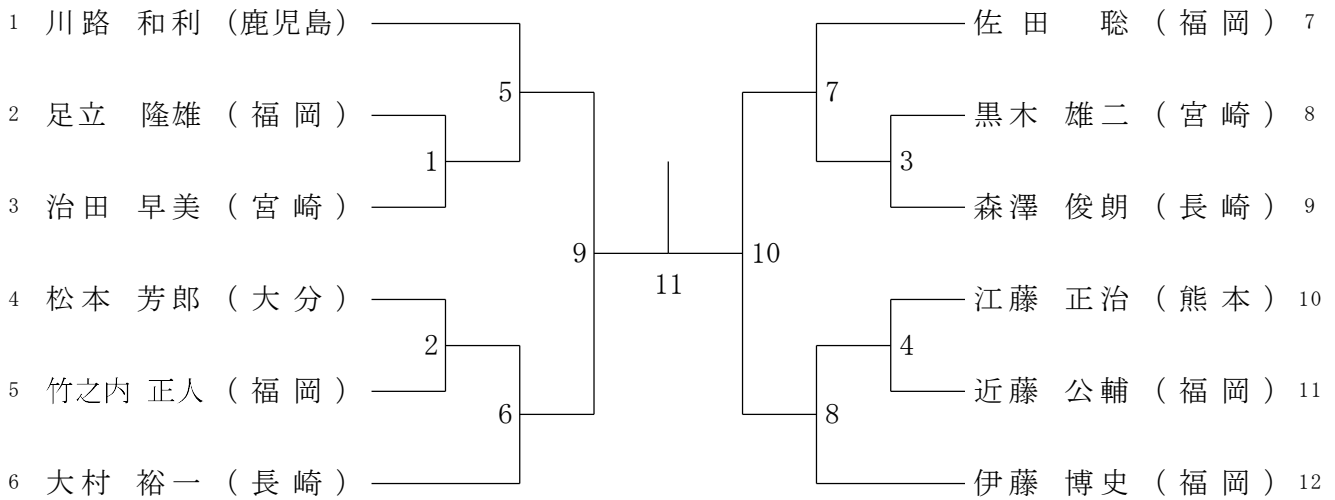 1 川路 和利 (鹿児島)
2 足立 隆雄 ( 福 岡 )
3 治田 早美 ( 宮 崎 )
4 松本 芳郎 ( 大 分 )
5 竹之内 正人 ( 福 岡 )
6 大村 裕一 ( 長 崎 )
5
1
2
6
9
11
10
7
3
4
8
佐 田 聡 ( 福 岡 ) 7
黒木 雄二 ( 宮 崎 ) 8
森澤 俊朗 ( 長 崎 ) 9
江藤 正治 ( 熊 本 ) 10
近藤 公輔 ( 福 岡 ) 11
伊藤 博史 ( 福 岡 ) 12